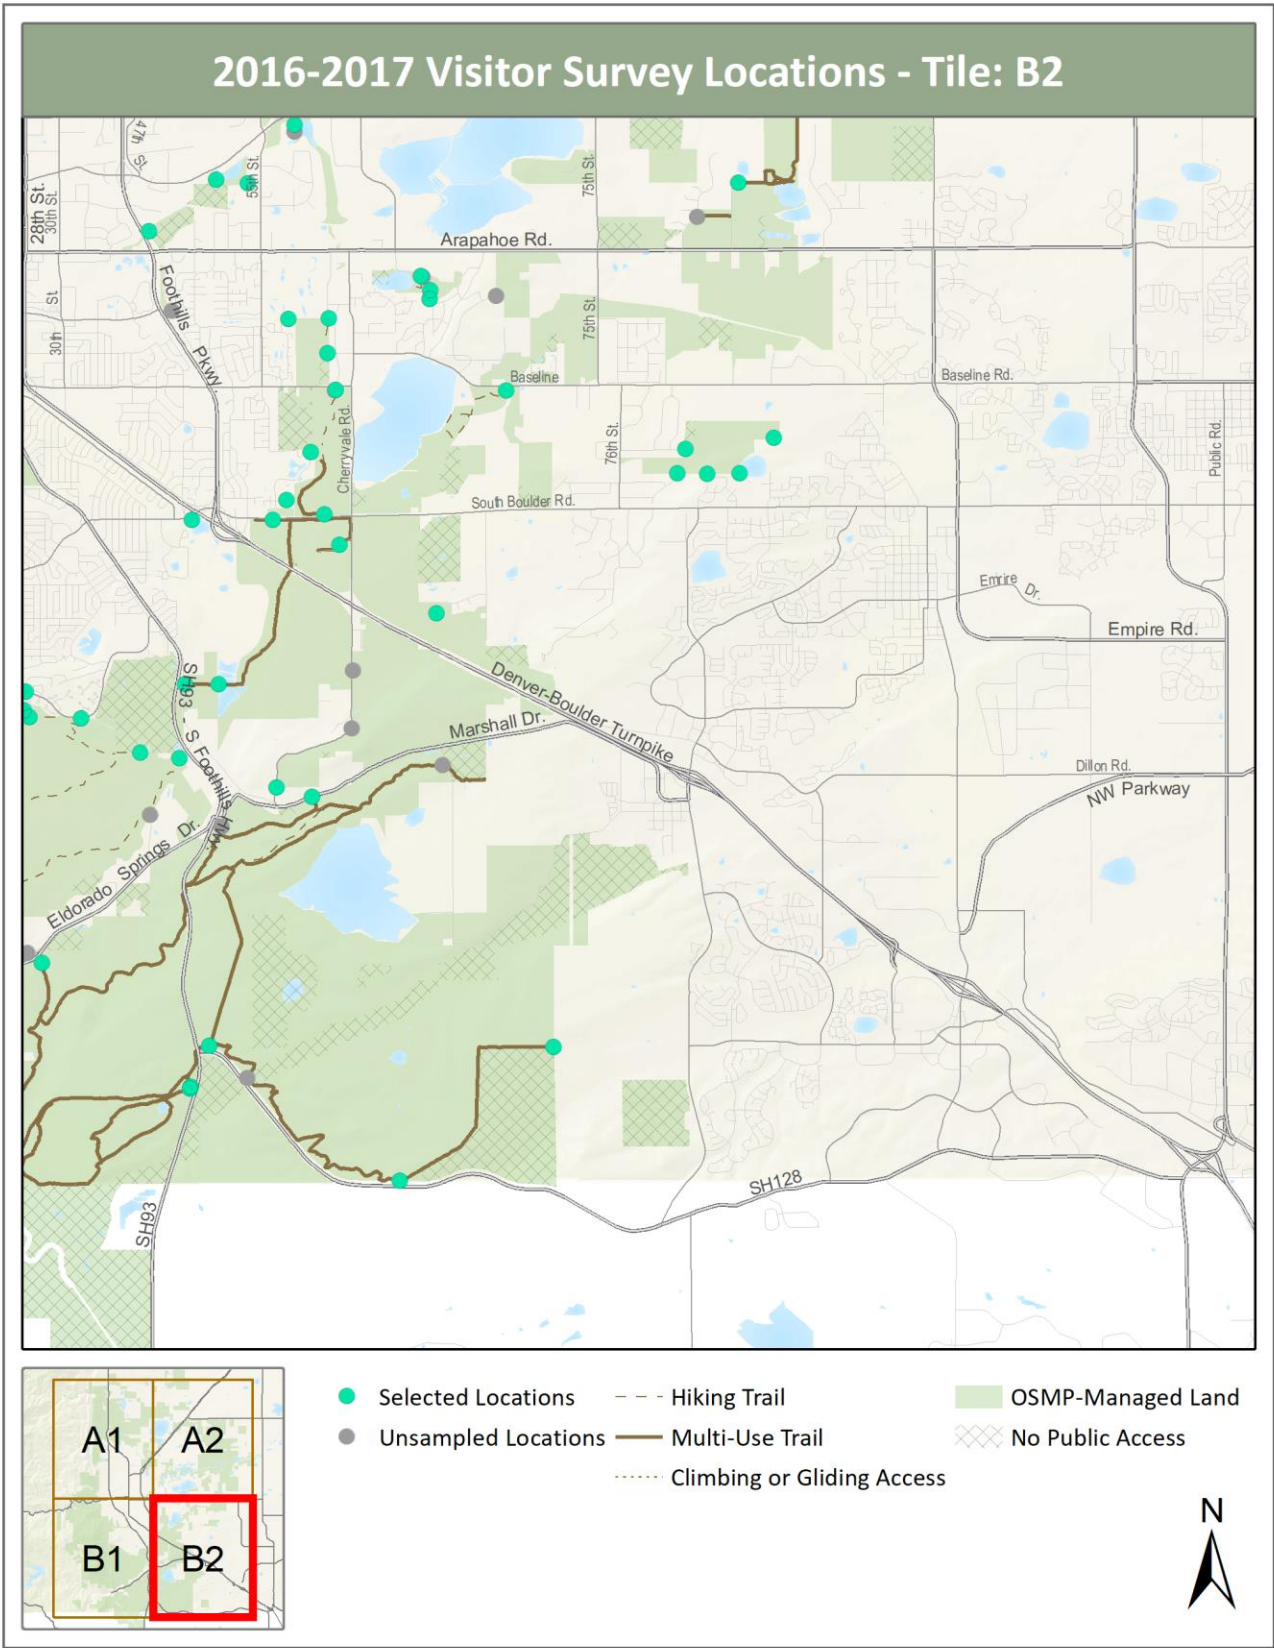 2016-2017 Visitor Survey Locations - Tile: B2
47th St.
55th St.
75th St.
28th St.
30th St.
Arapahoe Rd.
Foothills Pkwy.
30th St
75th St.
Baseline
Baseline Rd.
Cherryvale Rd.
76th St.
Public Rd.
South Boulder Rd.
Emrire Dr.
Empire Rd.
SH93 - S Foothills Hwy.
Denver-Boulder Turnpike
Marshall Dr.
Dillon Rd.
NW Parkway
Eldorado Springs Dr.
SH128
SH93
A1
A2
B1
B2
Selected Locations
Unsampled Locations
Hiking Trail
Multi-Use Trail
Climbing or Gliding Access
OSMP-Managed Land
No Public Access
N